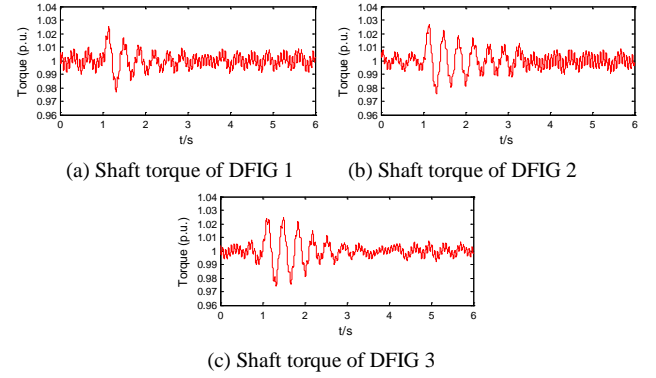 1.04
1.03
1.02
1.01
1
0.99
0.98
0.97
0.96
Torque (p.u.)
0 1 2 3 4 5 6
t/s
(a) Shaft torque of DFIG 1
1.04
1.03
1.02
1.01
1
0.99
0.98
0.97
0.96
Torque (p.u.)
0 1 2 3 4 5 6
t/s
(b) Shaft torque of DFIG 2
1.04
1.03
1.02
1.01
1
0.99
0.98
0.97
0.96
Torque (p.u.)
0 1 2 3 4 5 6
t/s
(c) Shaft torque of DFIG 3